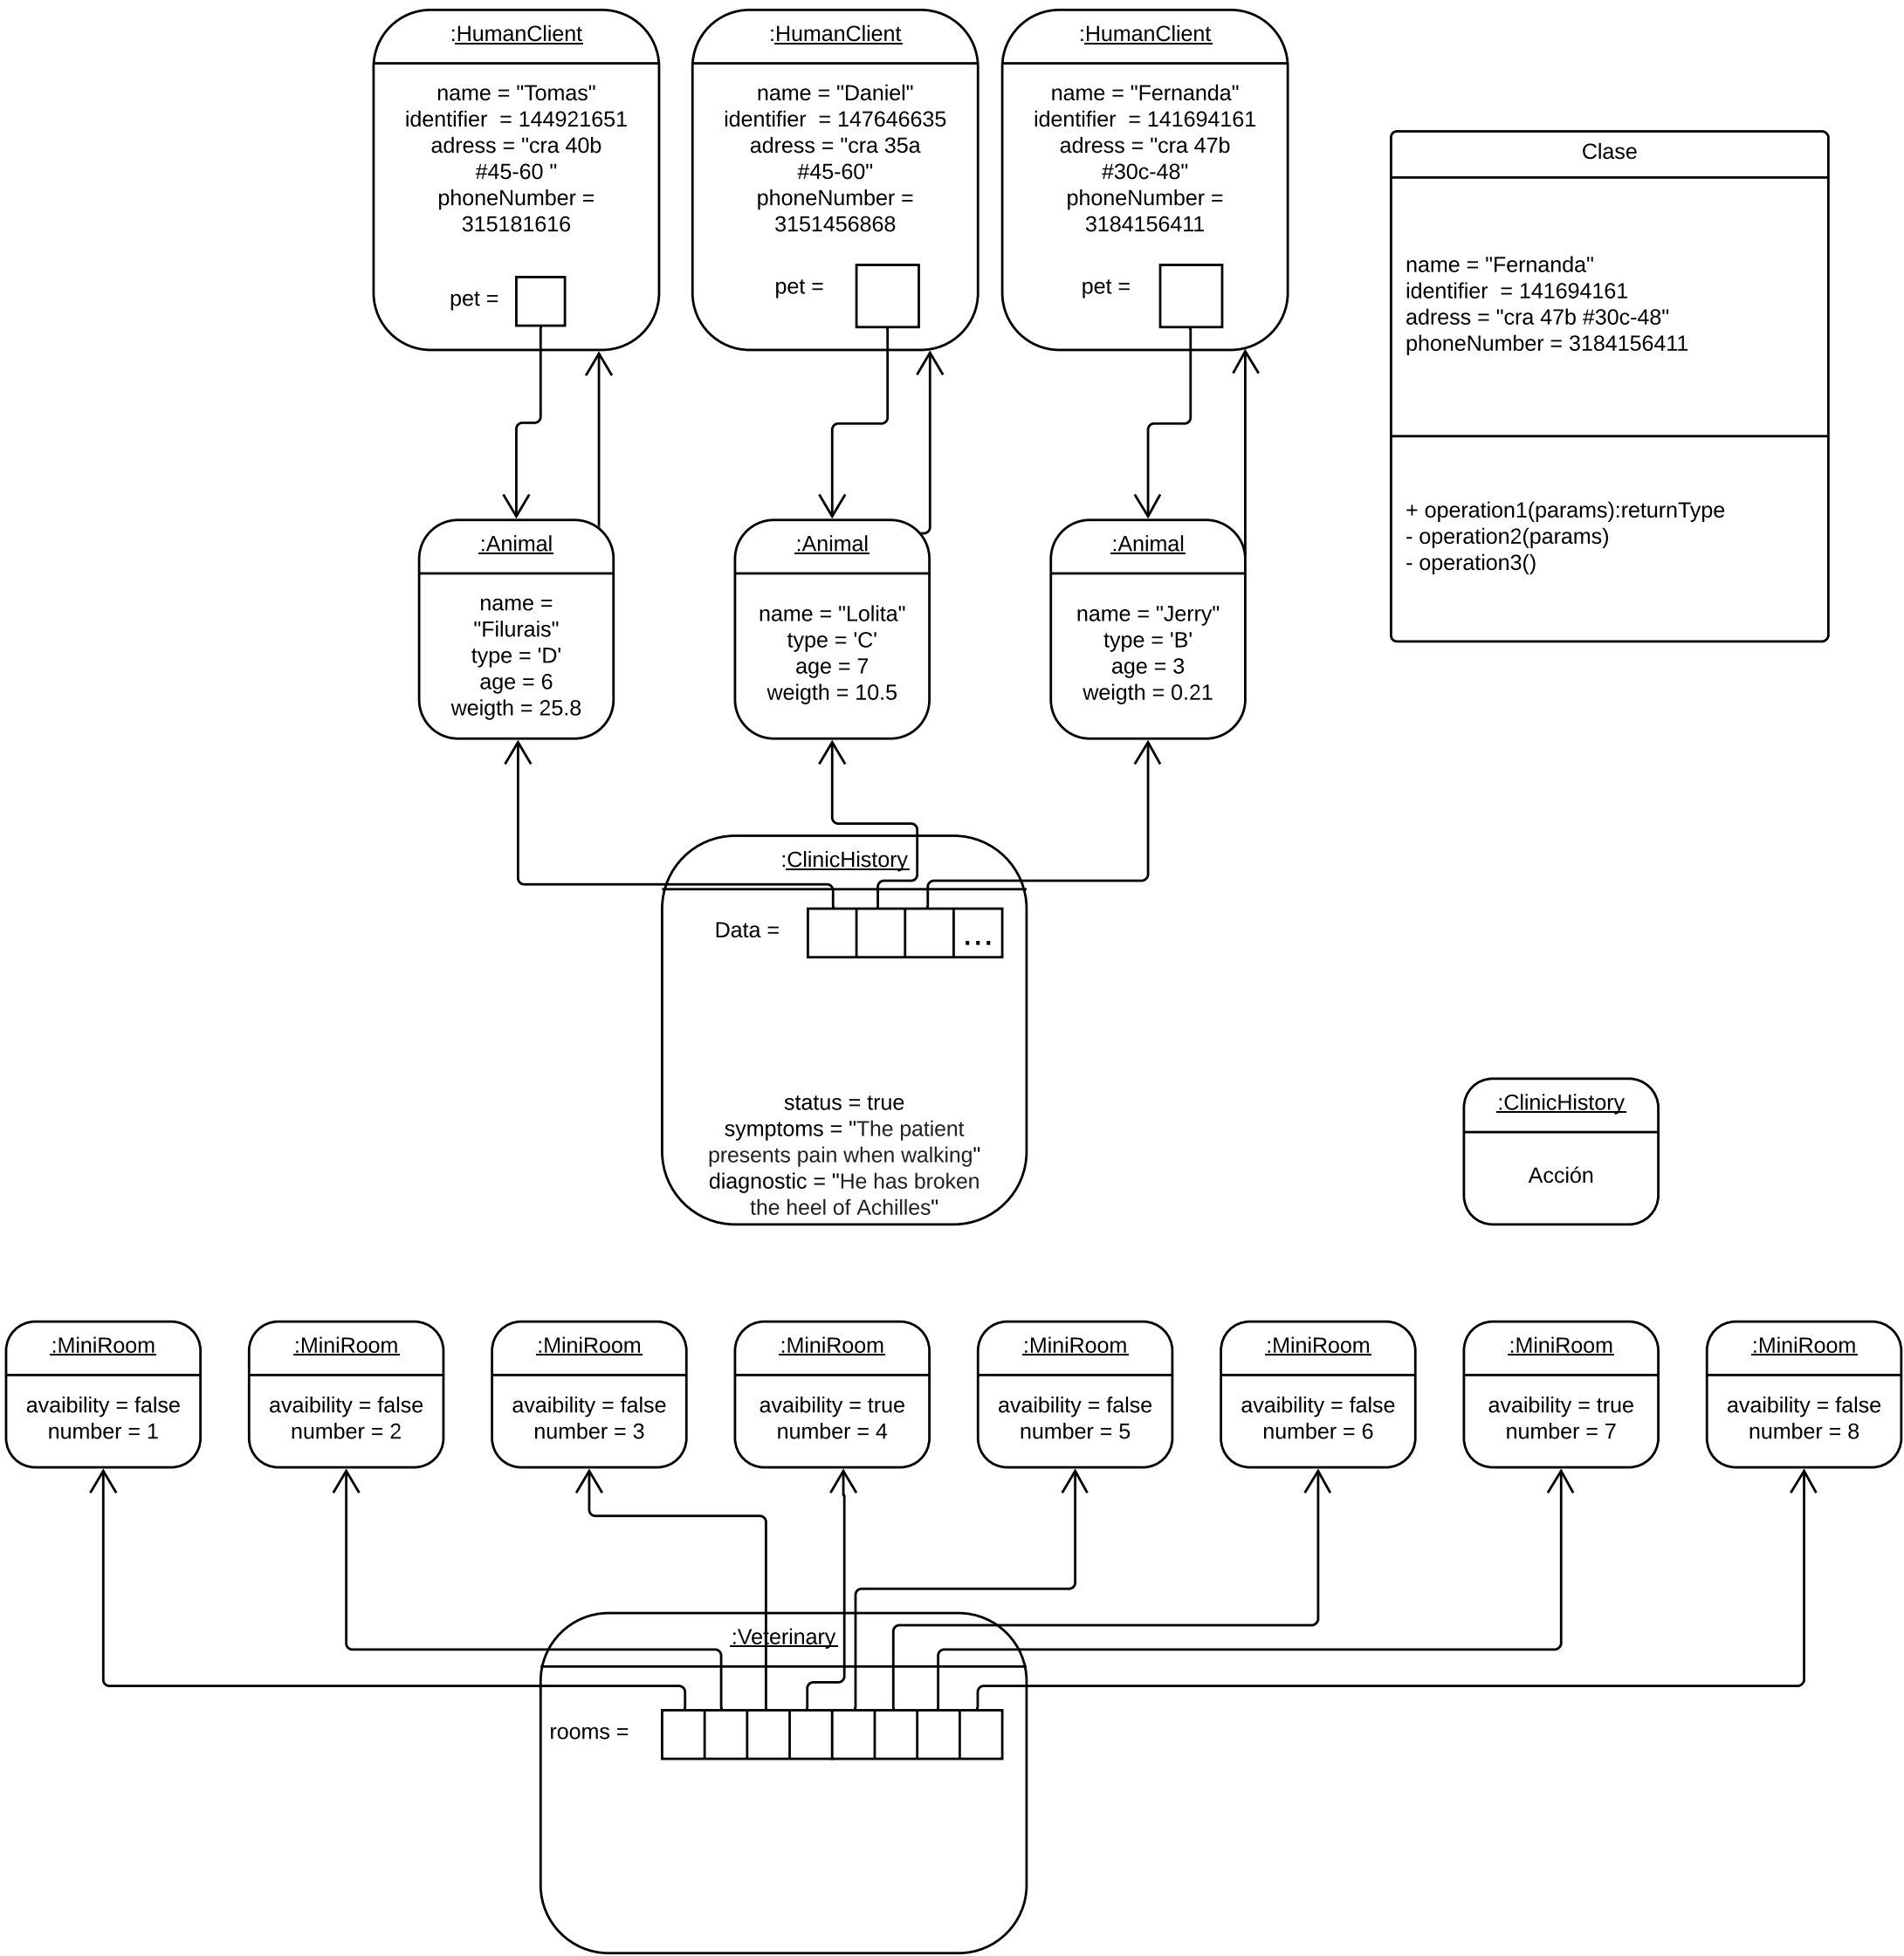 :HumanClient
name = "Tomas"
identifier  = 144921651
adress = "cra 40b
#45-60 "
phoneNumber =
315181616
pet =
:HumanClient
name = "Daniel"
identifier  = 147646635
adress = "cra 35a
#45-60"
phoneNumber =
3151456868
pet =
:HumanClient
name = "Fernanda"
identifier  = 141694161
adress = "cra 47b
#30c-48"
phoneNumber =
3184156411
pet =
Clase
name = "Fernanda"
identifier  = 141694161
adress = "cra 47b #30c-48"
phoneNumber = 3184156411
+ operation1(params):returnType
- operation2(params)
- operation3()
:Animal
name =
"Filurais"
type = 'D'
age = 6
weigth = 25.8
:Animal
name = "Lolita"
type = 'C'
age = 7
weigth = 10.5
:Animal
name = "Jerry"
type = 'B'
age = 3
weigth = 0.21
:ClinicHistory
Data =
...
status = true
symptoms = "The patient
presents pain when walking"
diagnostic = "He has broken
the heel of Achilles"
:ClinicHistory
Acción
:MiniRoom
avaibility = false
number = 1
:MiniRoom
avaibility = false
number = 2
:MiniRoom
avaibility = false
number = 3
:MiniRoom
avaibility = true
number = 4
:MiniRoom
avaibility = false
number = 5
:MiniRoom
avaibility = false
number = 6
:MiniRoom
avaibility = true
number = 7
:MiniRoom
avaibility = false
number = 8
:Veterinary
rooms =